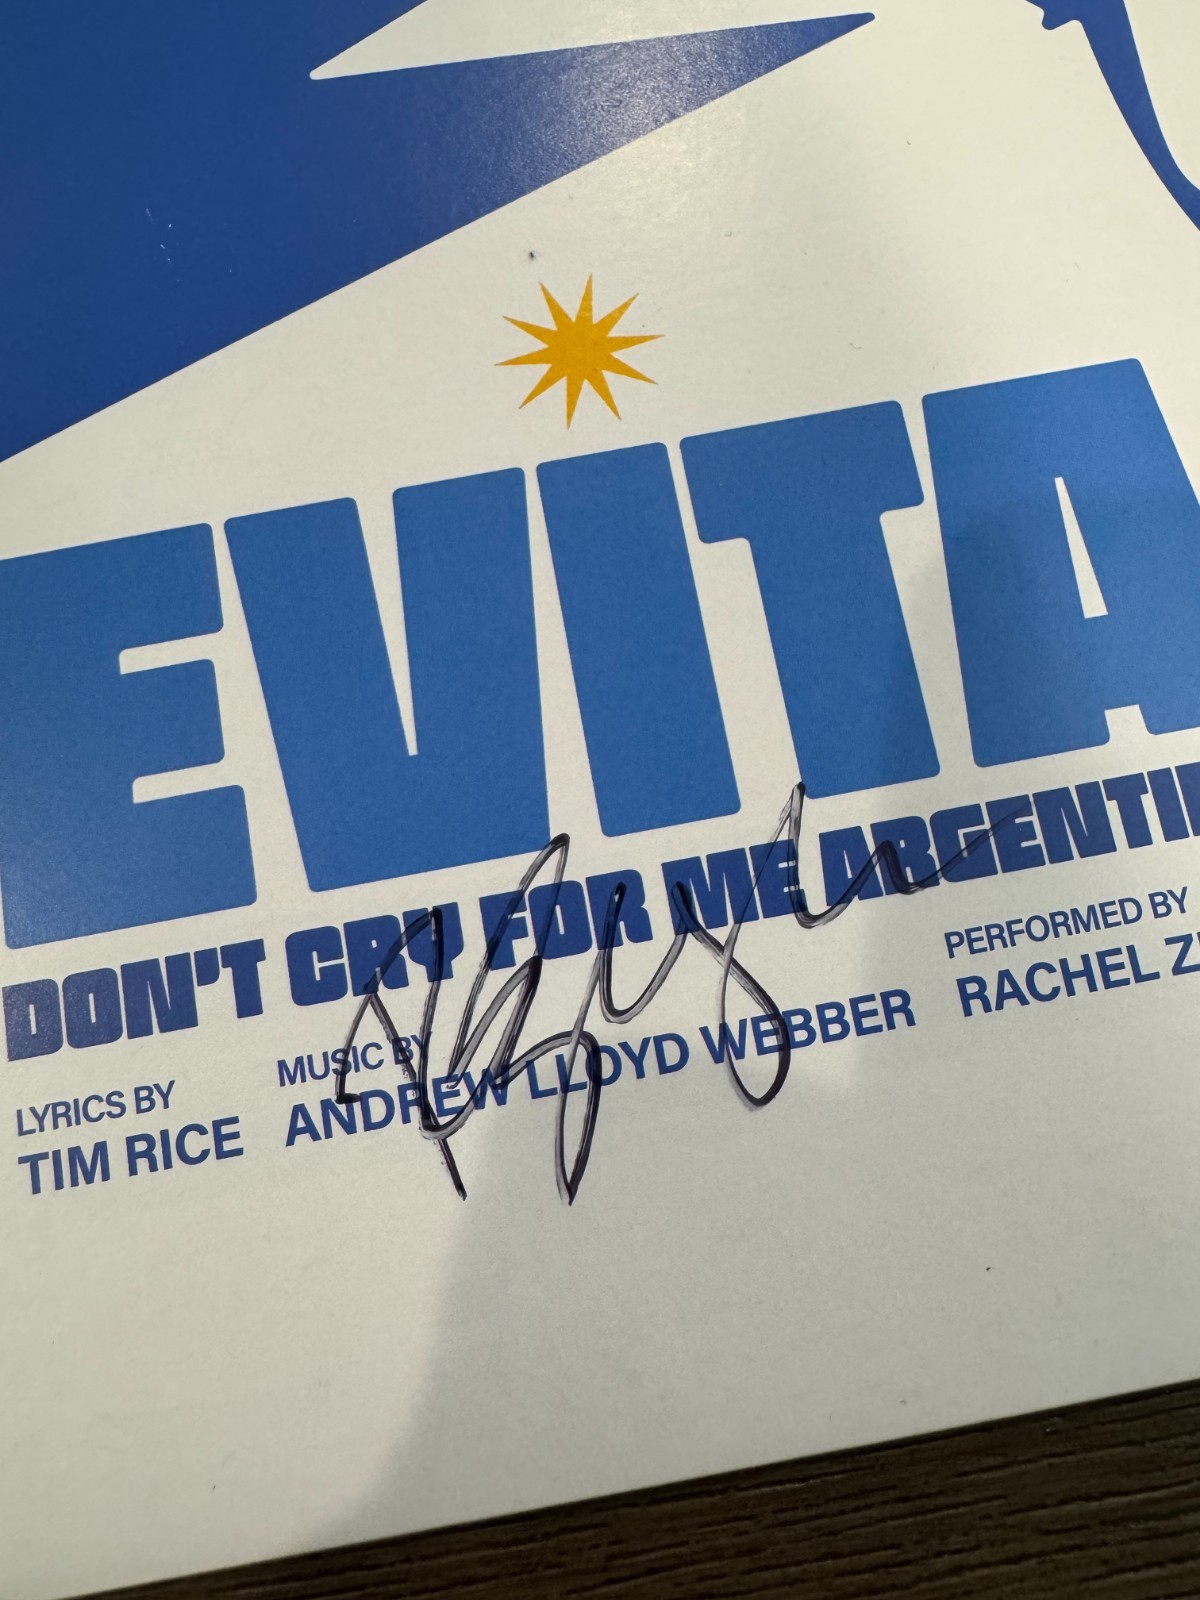 EVITA
DON'T CRY FOR ME ARGENTI
LYRICS BY
TIM RICE
MUSIC BY
ANDREW LLOYD WEBBER
PERFORMED BY
RACHEL Z